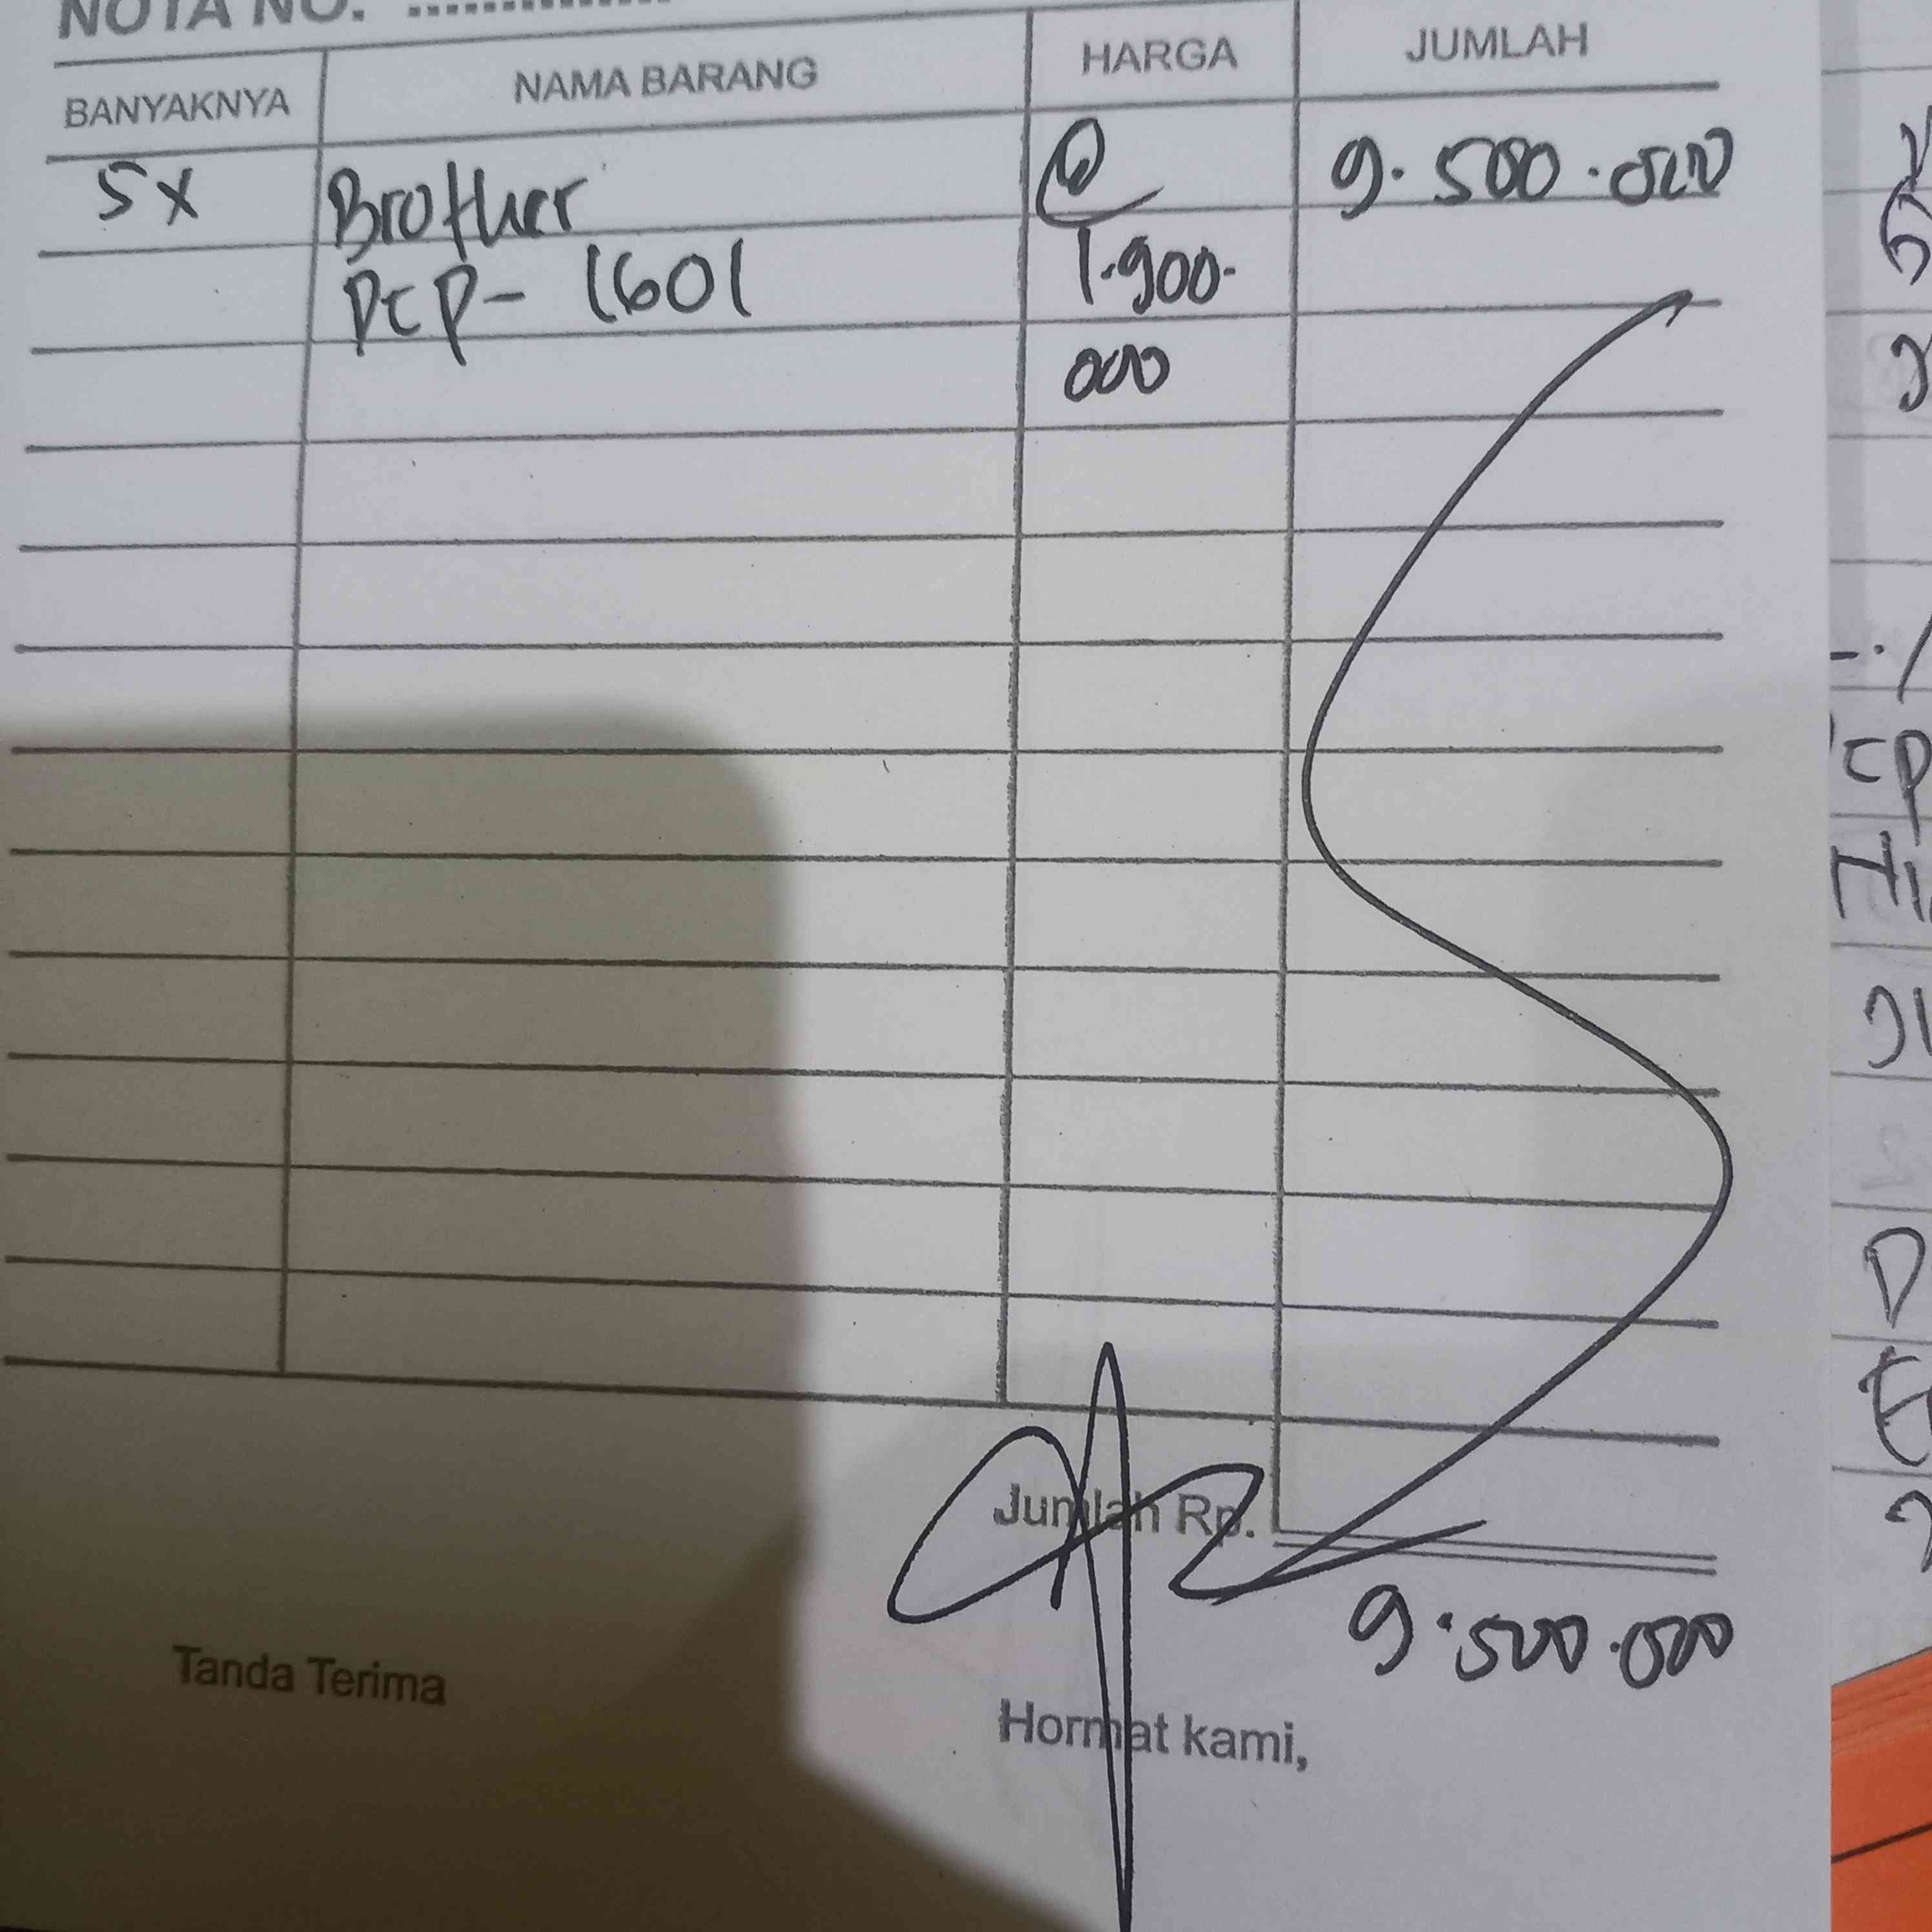 NOTA NO. ................
BANYAKNYA NAMA BARANG HARGA JUMLAH
5x Brother @ 9.500.000
DCP-1601 1.900.
000
Jumlah Rp.
9.500.000
Tanda Terima
Hormat kami,